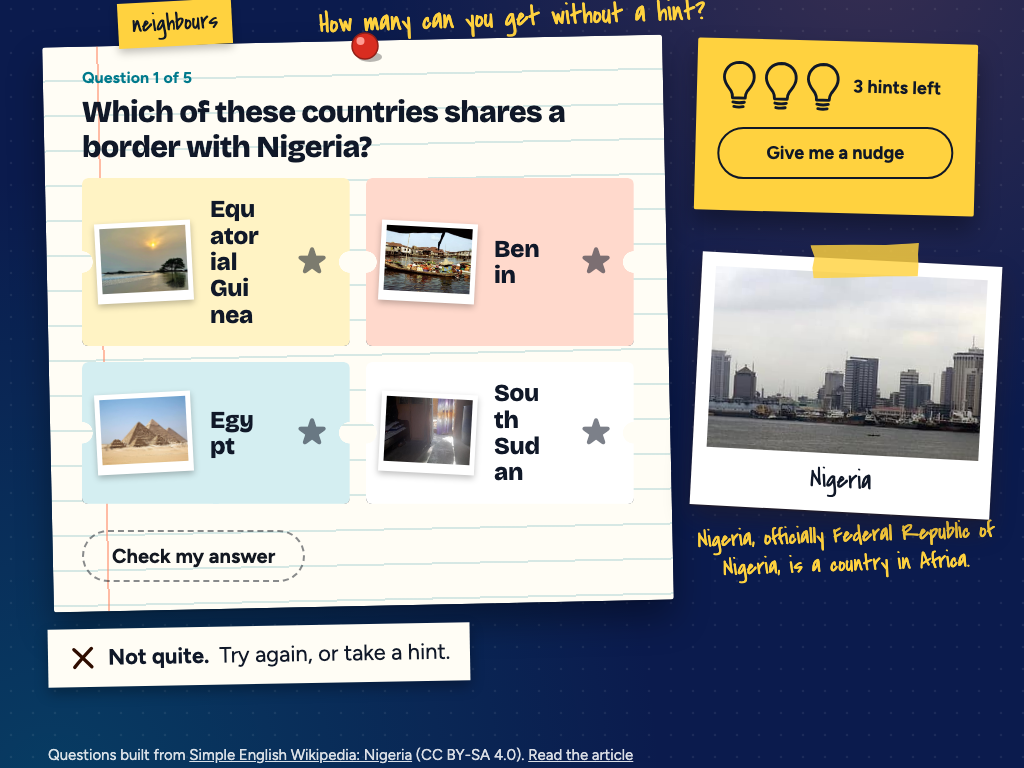 neighbours
How many can you get without a hint?
Question 1 of 5
Which of these countries shares a
border with Nigeria?
Equ
ator
ial
Gui
nea
Ben
in
Egy
pt
Sou
th
Sud
an
Check my answer
Not quite. Try again, or take a hint.
3 hints left
Give me a nudge
Nigeria
Nigeria, officially Federal Republic of
Nigeria, is a country in Africa.
Questions built from Simple English Wikipedia: Nigeria (CC BY-SA 4.0). Read the article